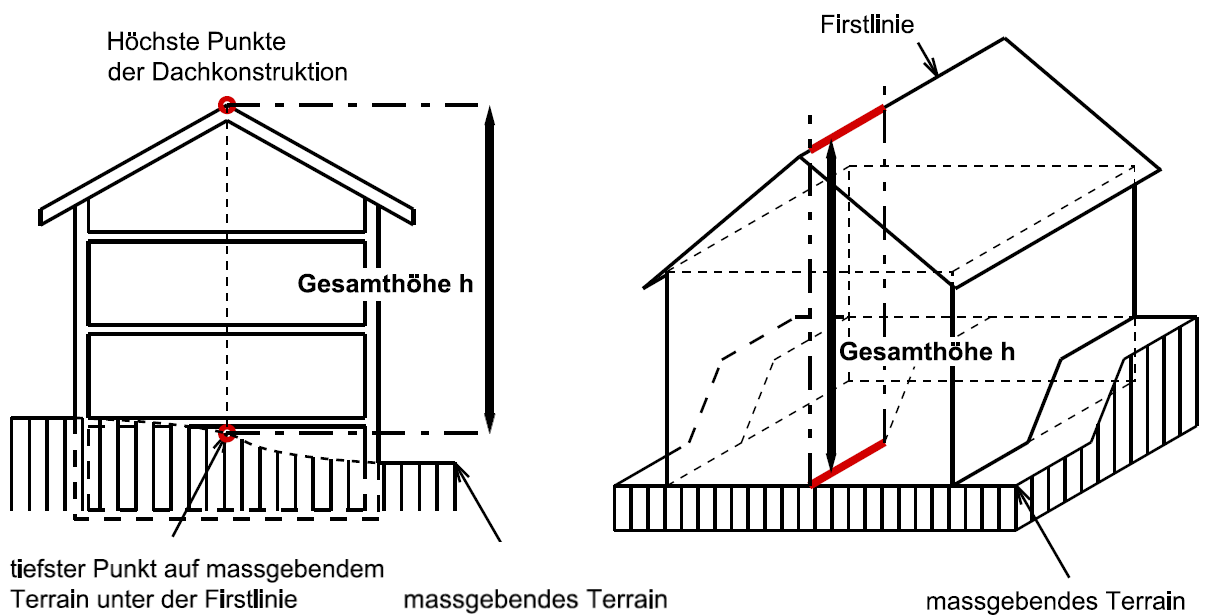 Höchste Punkte
der Dachkonstruktion
Gesamthöhe h
tiefster Punkt auf massgebendem
Terrain unter der Firstlinie
massgebendes Terrain
Firstlinie
Gesamthöhe h
massgebendes Terrain